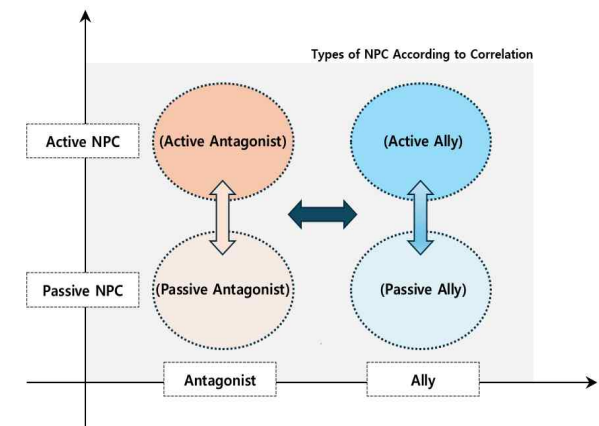 Types of NPC According to Correlation
Active NPC
(Active Antagonist)
(Active Ally)
Passive NPC
(Passive Antagonist)
(Passive Ally)
Antagonist
Ally